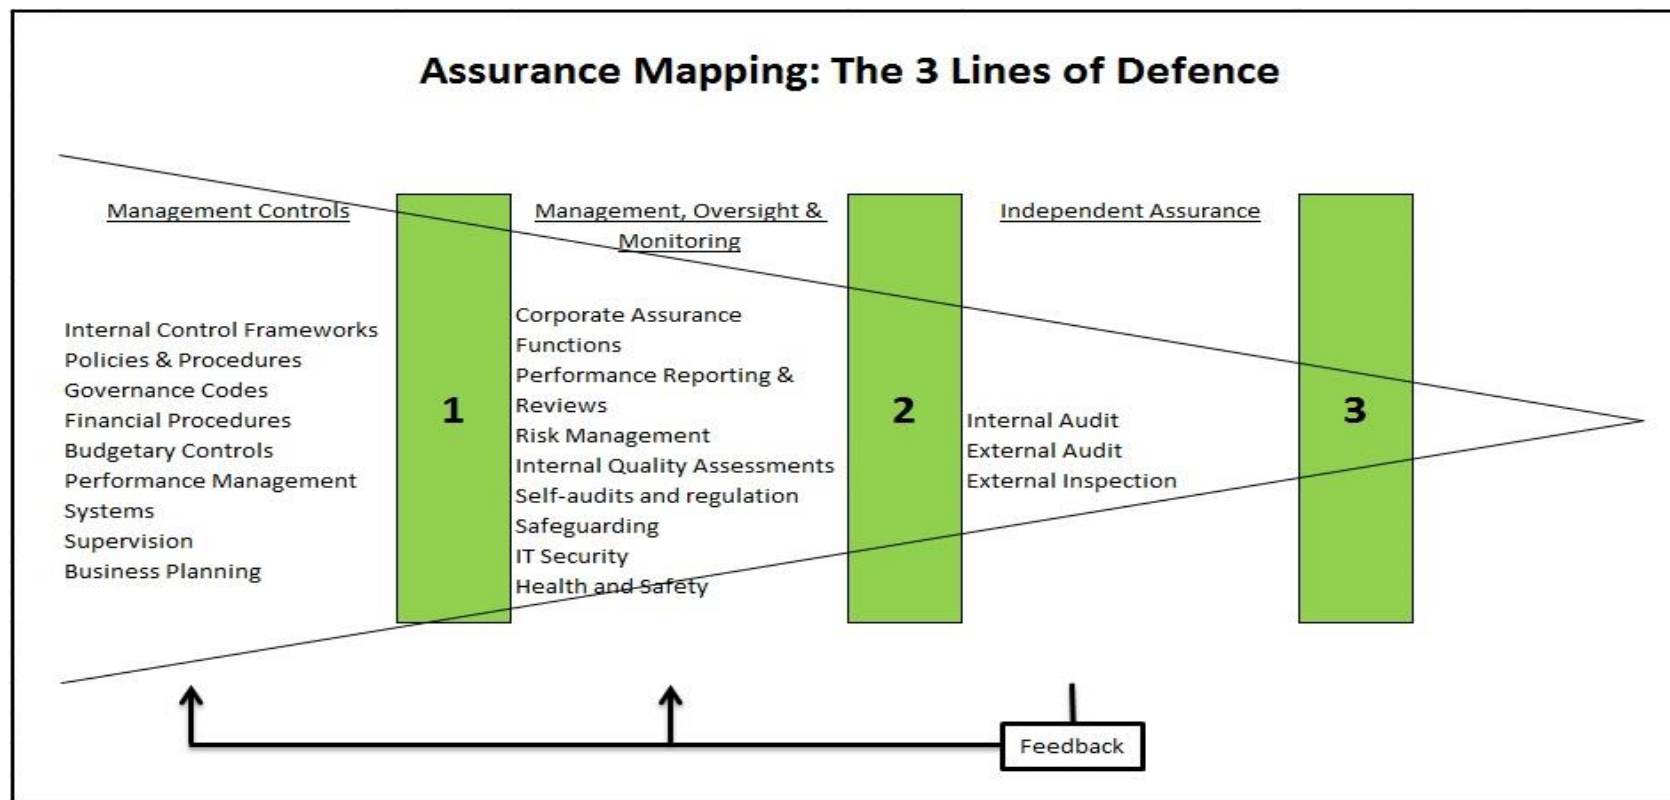 Assurance Mapping: The 3 Lines of Defence
Management Controls
Internal Control Frameworks
Policies & Procedures
Governance Codes
Financial Procedures
Budgetary Controls
Performance Management
Systems
Supervision
Business Planning
1
Management, Oversight &
Monitoring
Corporate Assurance
Functions
Performance Reporting &
Reviews
Risk Management
Internal Quality Assessments
Self-audits and regulation
Safeguarding
IT Security
Health and Safety
2
Independent Assurance
Internal Audit
External Audit
External Inspection
3
Feedback